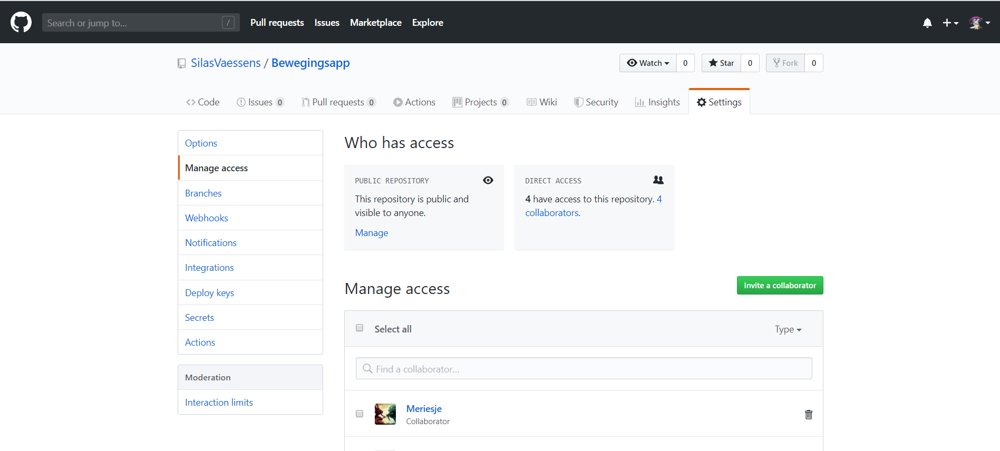 Search or jump to... / Pull requests Issues Marketplace Explore
SilasVaessens / Bewegingsapp Watch 0 Star 0 Fork 0
Code Issues 0 Pull requests 0 Actions Projects 0 Wiki Security Insights Settings
Options
Manage access
Branches
Webhooks
Notifications
Integrations
Deploy keys
Secrets
Actions
Moderation
Interaction limits
Who has access
PUBLIC REPOSITORY
This repository is public and
visible to anyone.
Manage
DIRECT ACCESS
4 have access to this repository. 4
collaborators.
Manage access
Invite a collaborator
Select all Type
Find a collaborator...
Meriesje
Collaborator